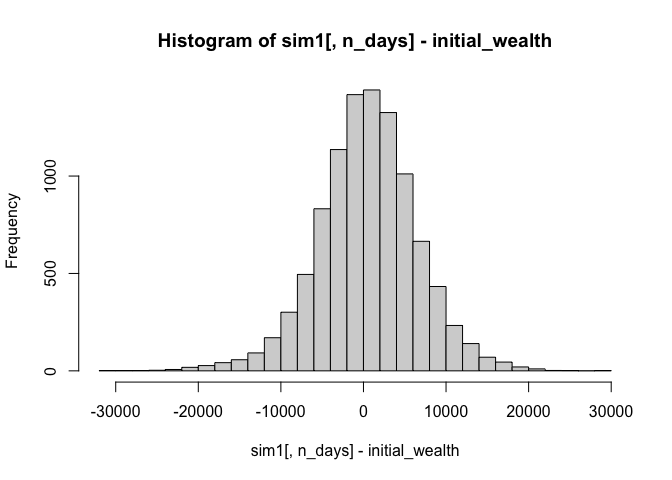 Histogram of sim1[, n_days] - initial_wealth
Frequency
1000
500
0
-30000 -20000 -10000 0 10000 20000 30000
sim1[, n_days] - initial_wealth